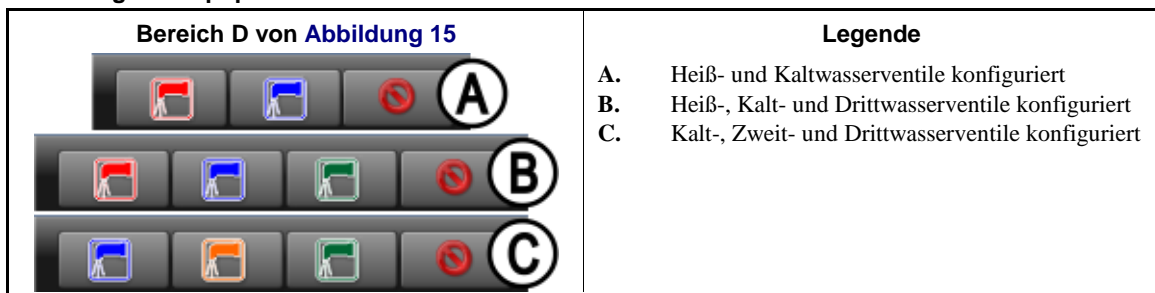 Bereich D von Abbildung 15
A
B
C
Legende
A. Heiß- und Kaltwasserventile konfiguriert
B. Heiß-, Kalt- und Drittwasserventile konfiguriert
C. Kalt-, Zweit- und Drittwasserventile konfiguriert